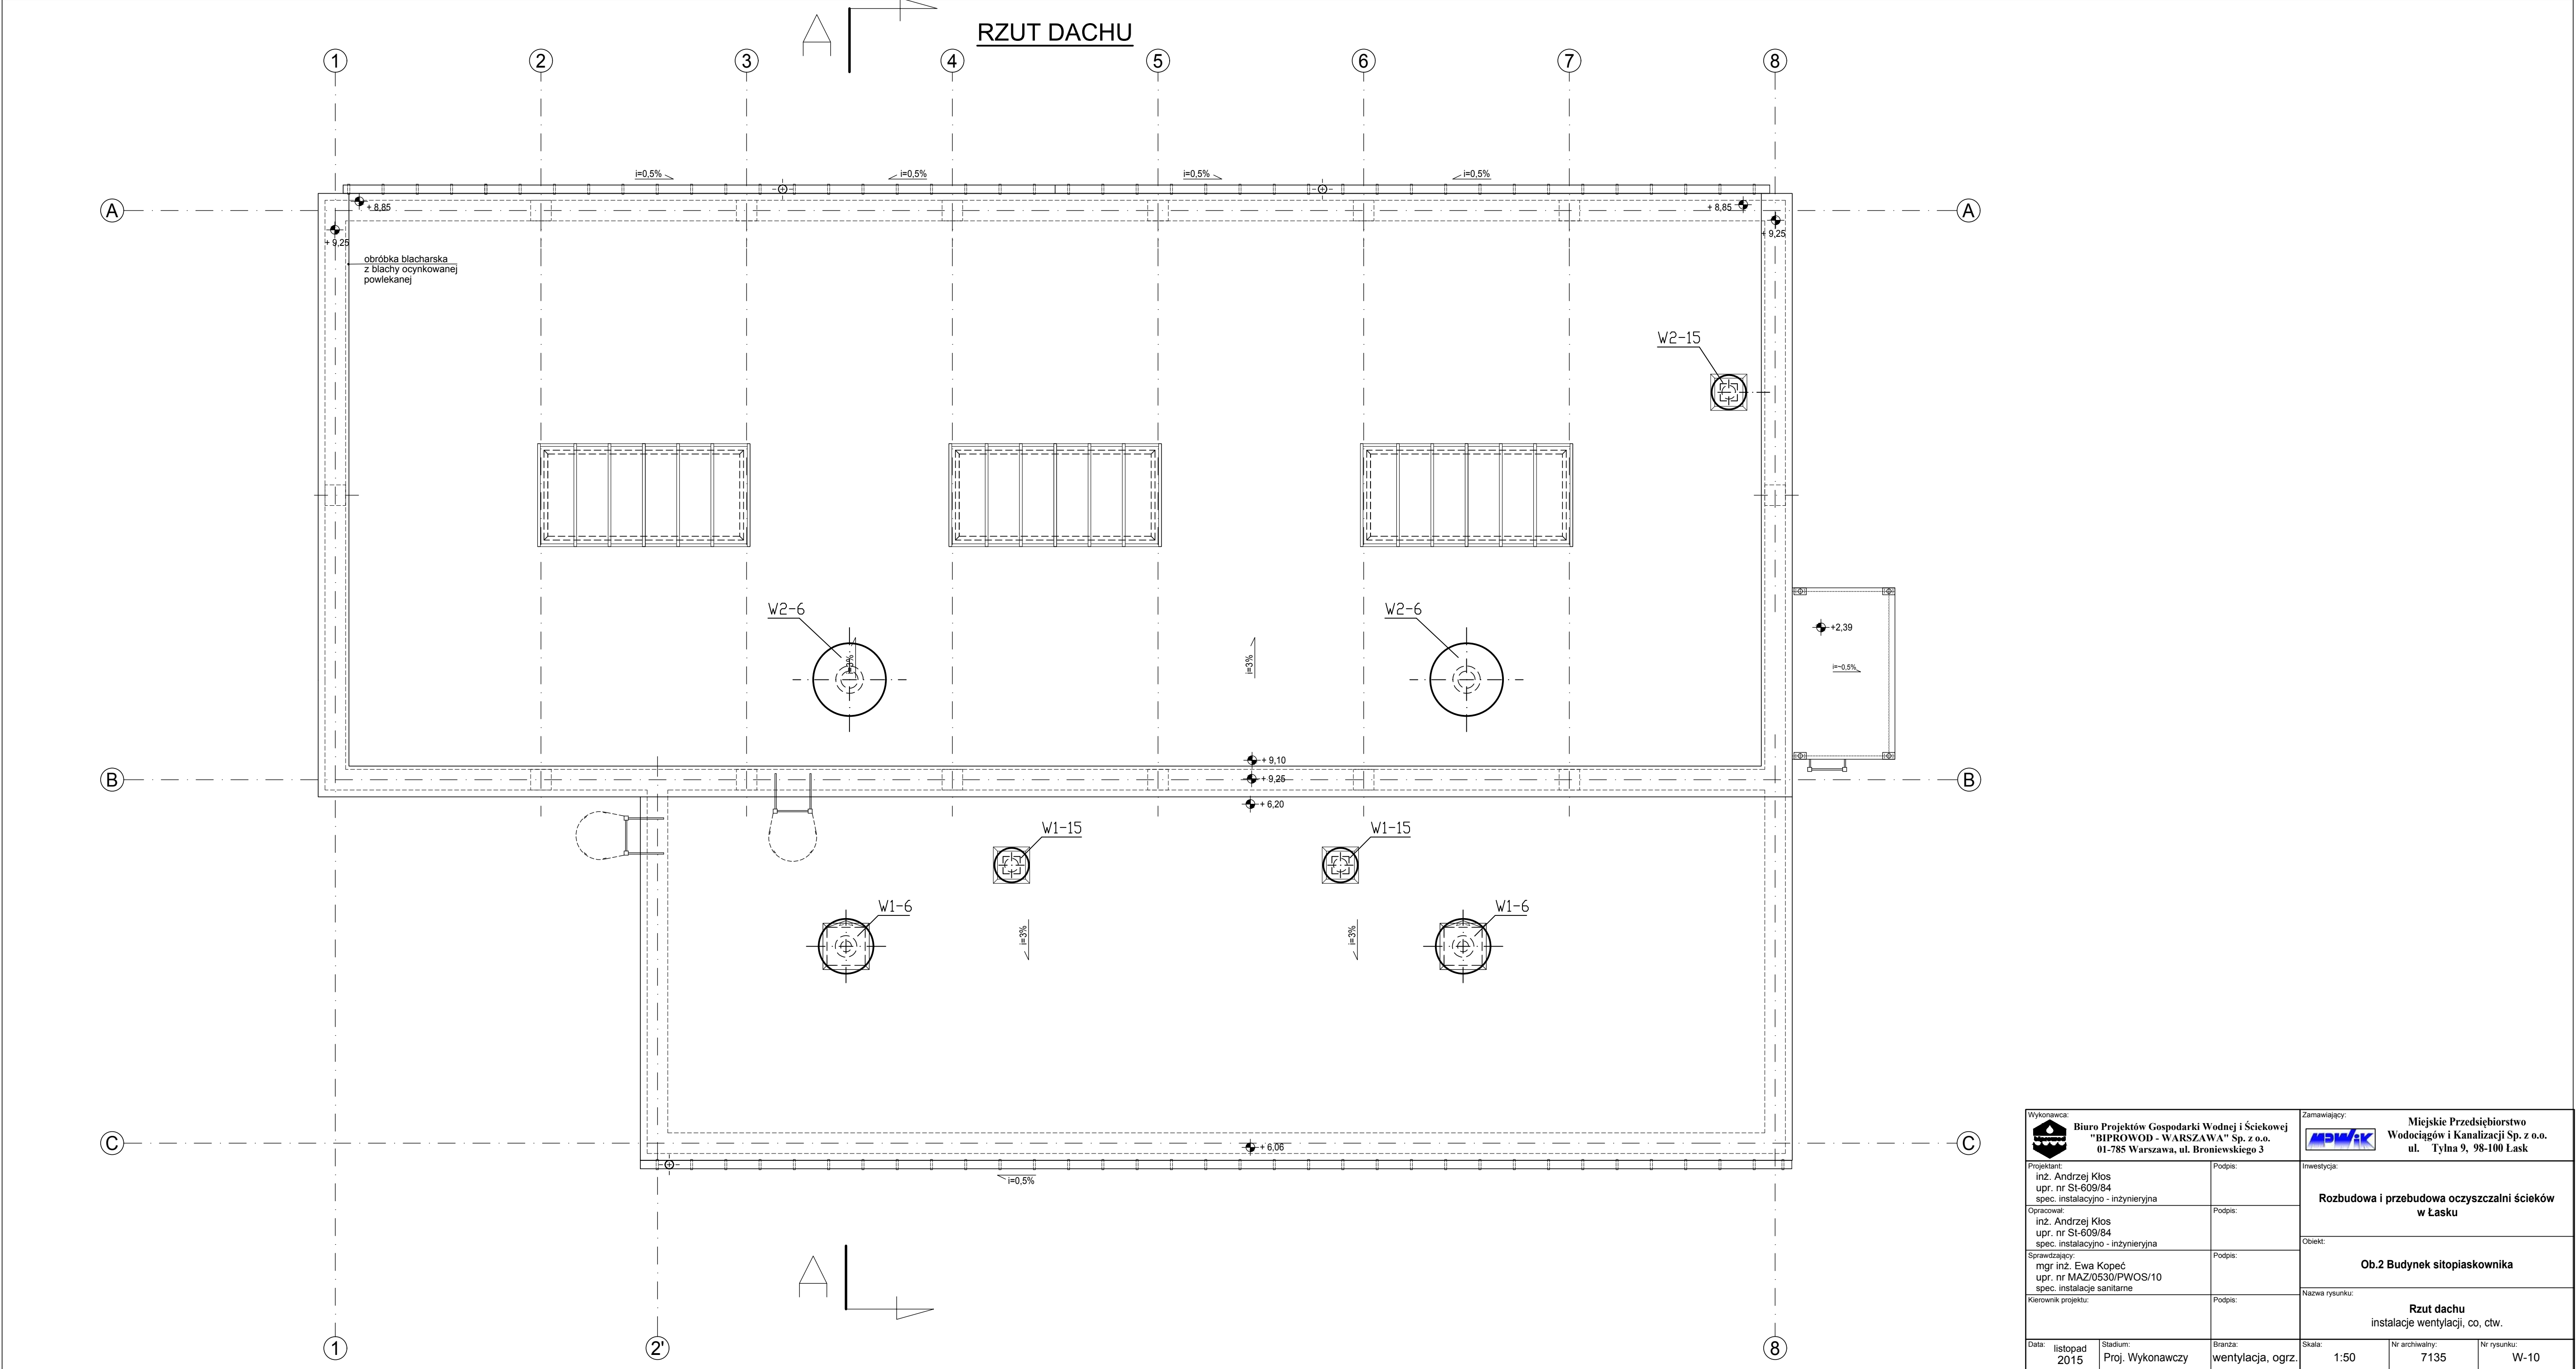 RZUT DACHU
A
1
2
3
4
5
6
7
8
i=0,5%
i=0,5%
i=0,5%
i=0,5%
A
A
+ 8,85
+ 8,85
+ 9,25
+ 9,25
obróbka blacharska
z blachy ocynkowanej
powlekanej
W2-15
W2-6
W2-6
i=3%
i=3%
+2,39
i=~0.5%
B
B
+ 9,10
+ 9,25
+ 6,20
W1-15
W1-15
W1-6
W1-6
i=3%
i=3%
C
C
+ 6,06
i=0,5%
A
1
2'
8
Wykonawca:
Biuro Projektów Gospodarki Wodnej i Ściekowej
"BIPROWOD - WARSZAWA" Sp. z o.o.
01-785 Warszawa, ul. Broniewskiego 3
Zamawiający:
MPWiK
Miejskie Przedsiębiorstwo
Wodociągów i Kanalizacji Sp. z o.o.
ul. Tylna 9, 98-100 Łask
Projektant:
inż. Andrzej Kłos
upr. nr St-609/84
spec. instalacyjno - inżynieryjna
Podpis:
Inwestycja:
Rozbudowa i przebudowa oczyszczalni ścieków
w Łasku
Opracował:
inż. Andrzej Kłos
upr. nr St-609/84
spec. instalacyjno - inżynieryjna
Podpis:
Obiekt:
Ob.2 Budynek sitopiaskownika
Sprawdzający:
mgr inż. Ewa Kopeć
upr. nr MAZ/0530/PWOS/10
spec. instalacje sanitarne
Podpis:
Nazwa rysunku:
Rzut dachu
instalacje wentylacji, co, ctw.
Kierownik projektu:
Podpis:
Data: listopad 2015
Stadium: Proj. Wykonawczy
Branża: wentylacja, ogrz.
Skala: 1:50
Nr archiwalny: 7135
Nr rysunku: W-10